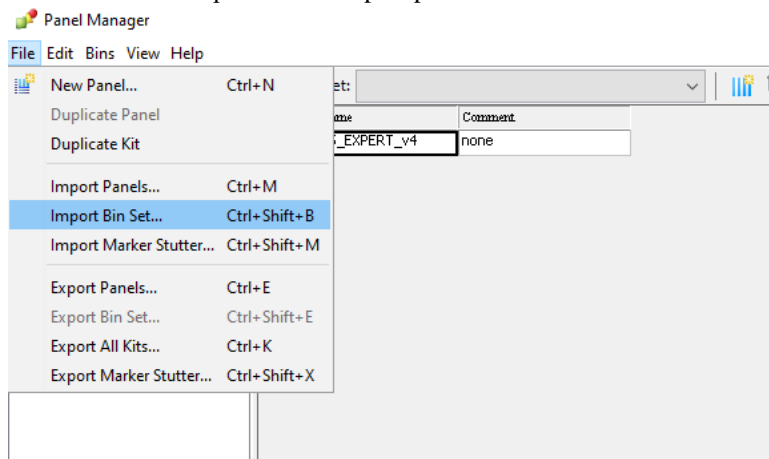 Panel Manager
File Edit Bins View Help
New Panel... Ctrl+N
Duplicate Panel
Duplicate Kit
Import Panels... Ctrl+M
Import Bin Set... Ctrl+Shift+B
Import Marker Stutter... Ctrl+Shift+M
Export Panels... Ctrl+E
Export Bin Set... Ctrl+Shift+E
Export All Kits... Ctrl+K
Export Marker Stutter... Ctrl+Shift+X
et:
Comment
_EXPERT_v4 none